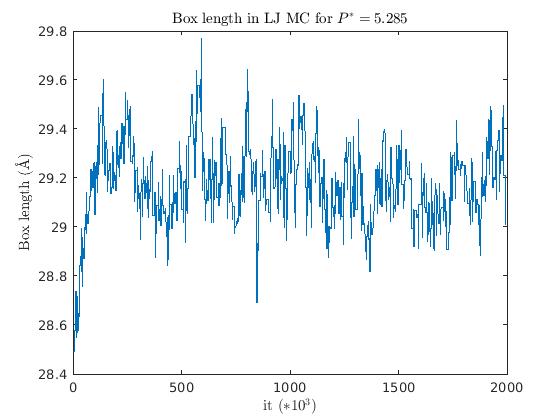 Box length in LJ MC for P* = 5.285
Box length (Å)
29.8
29.6
29.4
29.2
29
28.8
28.6
28.4
0 500 1000 1500 2000
it (*10³)